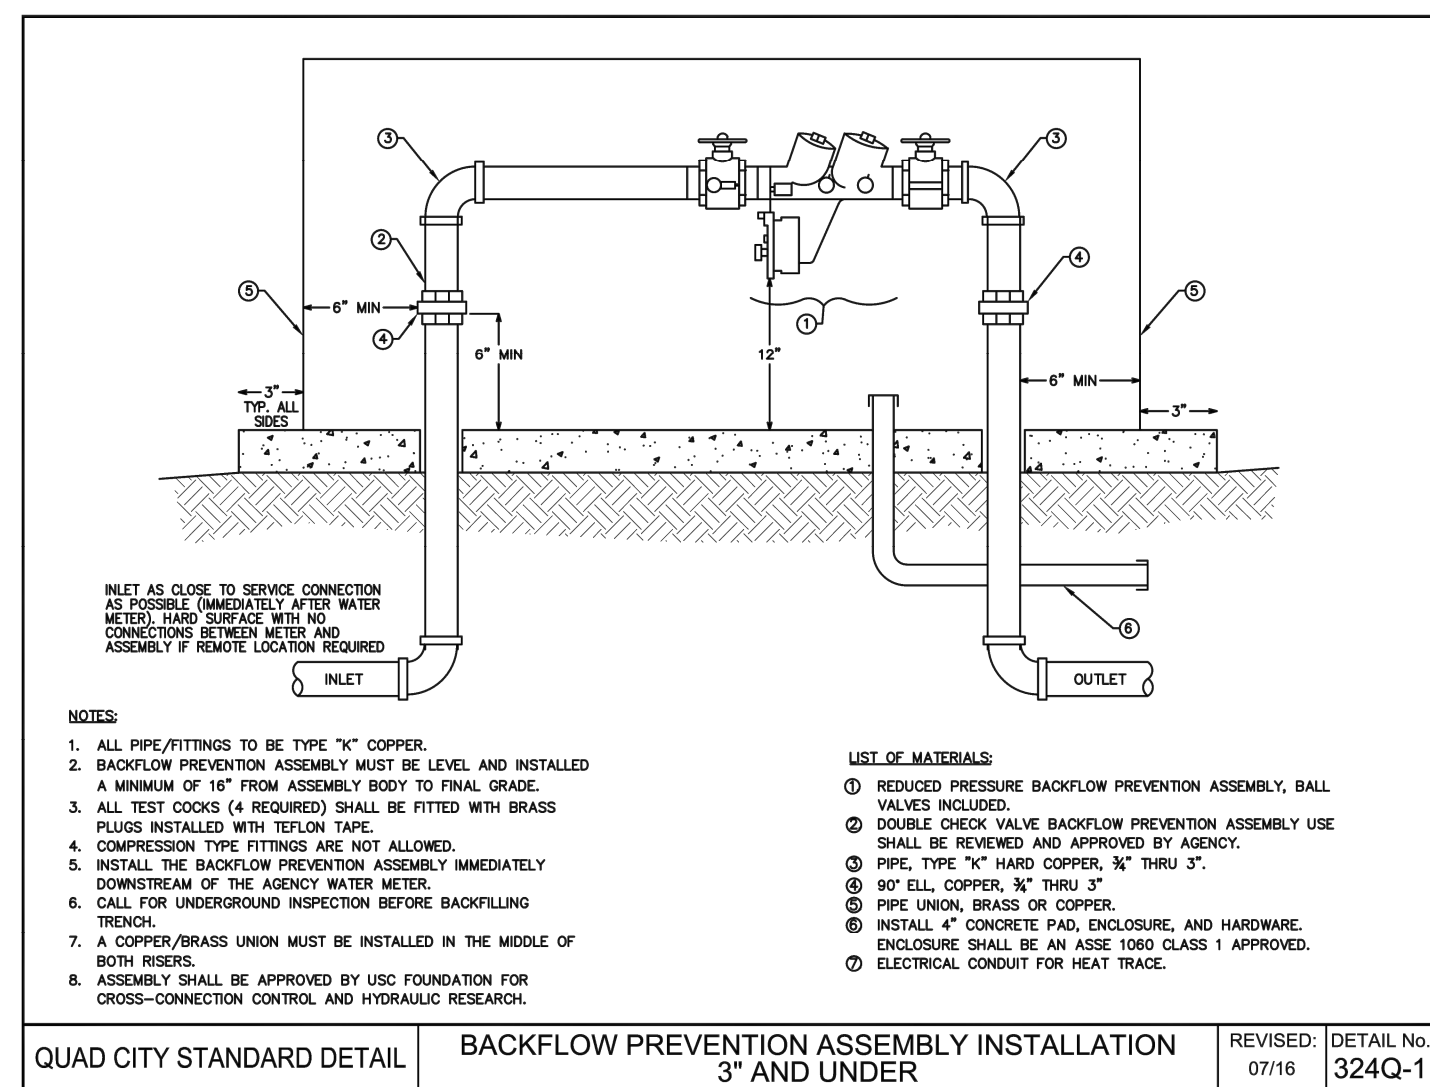 3
3
2
4
5
5
6" MIN
4
1
6" MIN
12"
6" MIN
3"
TYP. ALL
SIDES
3"
INLET AS CLOSE TO SERVICE CONNECTION
AS POSSIBLE (IMMEDIATELY AFTER WATER
METER). HARD SURFACE WITH NO
CONNECTIONS BETWEEN METER AND
ASSEMBLY IF REMOTE LOCATION REQUIRED
6
INLET
OUTLET
NOTES:
1. ALL PIPE/FITTINGS TO BE TYPE "K" COPPER.
2. BACKFLOW PREVENTION ASSEMBLY MUST BE LEVEL AND INSTALLED
A MINIMUM OF 16" FROM ASSEMBLY BODY TO FINAL GRADE.
3. ALL TEST COCKS (4 REQUIRED) SHALL BE FITTED WITH BRASS
PLUGS INSTALLED WITH TEFLON TAPE.
4. COMPRESSION TYPE FITTINGS ARE NOT ALLOWED.
5. INSTALL THE BACKFLOW PREVENTION ASSEMBLY IMMEDIATELY
DOWNSTREAM OF THE AGENCY WATER METER.
6. CALL FOR UNDERGROUND INSPECTION BEFORE BACKFILLING
TRENCH.
7. A COPPER/BRASS UNION MUST BE INSTALLED IN THE MIDDLE OF
BOTH RISERS.
8. ASSEMBLY SHALL BE APPROVED BY USC FOUNDATION FOR
CROSS-CONNECTION CONTROL AND HYDRAULIC RESEARCH.
LIST OF MATERIALS:
1 REDUCED PRESSURE BACKFLOW PREVENTION ASSEMBLY, BALL
VALVES INCLUDED.
2 DOUBLE CHECK VALVE BACKFLOW PREVENTION ASSEMBLY USE
SHALL BE REVIEWED AND APPROVED BY AGENCY.
3 PIPE, TYPE "K" HARD COPPER, ¾" THRU 3".
4 90° ELL, COPPER, ¾" THRU 3"
5 PIPE UNION, BRASS OR COPPER.
6 INSTALL 4" CONCRETE PAD, ENCLOSURE, AND HARDWARE.
ENCLOSURE SHALL BE AN ASSE 1060 CLASS 1 APPROVED.
7 ELECTRICAL CONDUIT FOR HEAT TRACE.
QUAD CITY STANDARD DETAIL
BACKFLOW PREVENTION ASSEMBLY INSTALLATION
3" AND UNDER
REVISED:
07/16
DETAIL No.
324Q-1